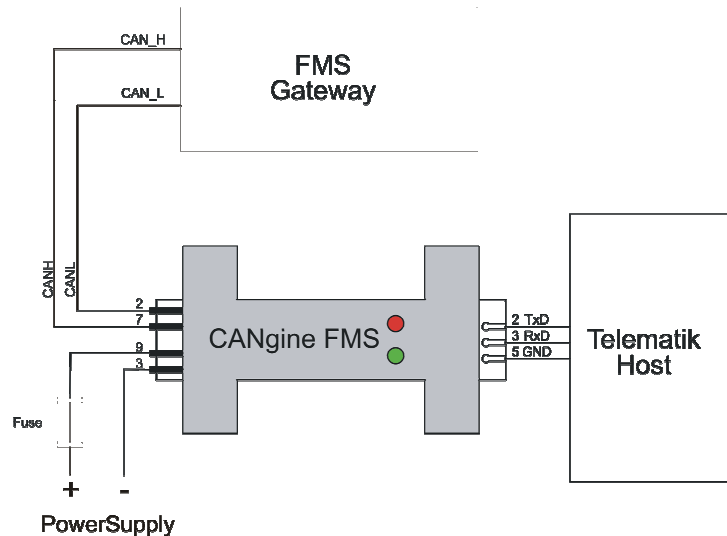 CAN_H
FMS
Gateway
CAN_L
CANH
CANL
2
7
9
3
CANgine FMS
2 TxD
3 RxD
5 GND
Telematik
Host
Fuse
+ -
PowerSupply